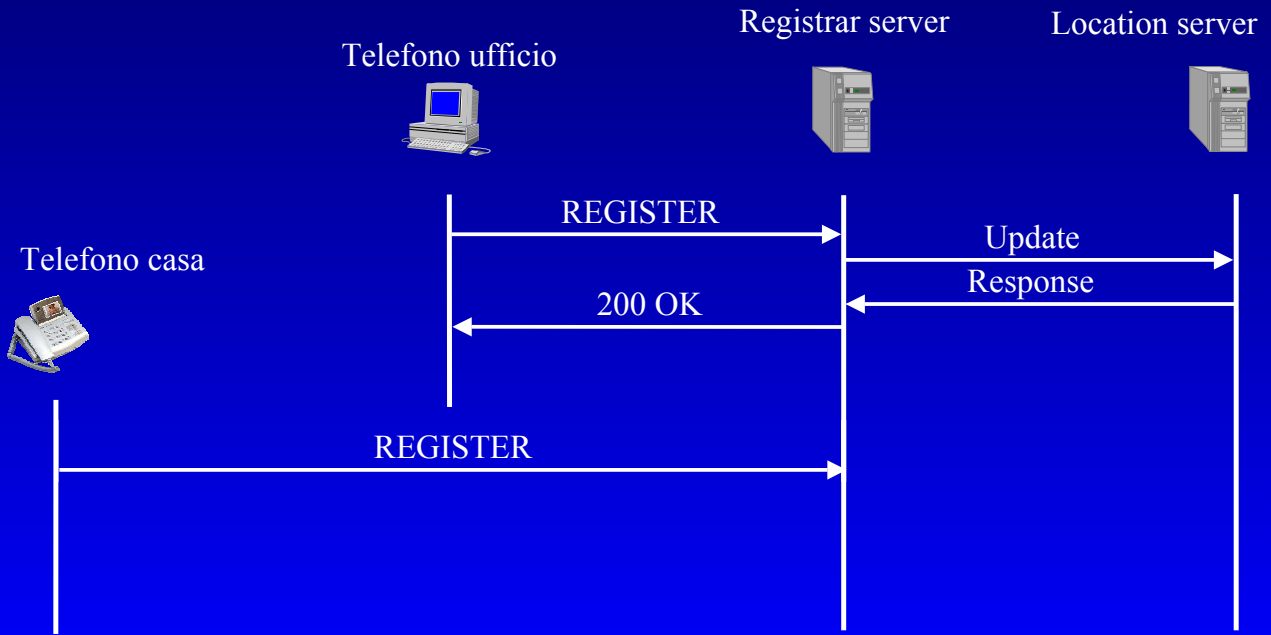 Registrar server
Location server
Telefono ufficio
REGISTER
Update
Telefono casa
Response
200 OK
REGISTER